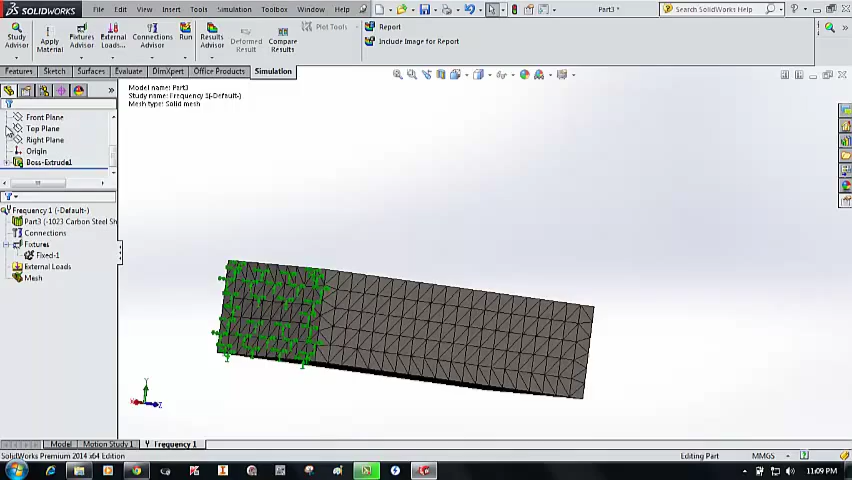 SOLIDWORKS File Edit View Insert Tools Simulation Toolbox Window Help Part3 * Search SolidWorks Help
Study Advisor
Apply Material
Fixtures Advisor
External Loads...
Connections Advisor
Run
Results Advisor
Deformed Result
Compare Results
Plot Tools
Report
Include Image for Report
Features Sketch Surfaces Evaluate DimXpert Office Products Simulation
Model name: Part3
Study name: Frequency 1(-Default-)
Mesh type: Solid mesh
Front Plane
Top Plane
Right Plane
Origin
Boss-Extrude1
Frequency 1 (-Default-)
Part3 (-1023 Carbon Steel Sh
Connections
Fixtures
Fixed-1
External Loads
Mesh
Y
X Z
Model Motion Study 1 Frequency 1
SolidWorks Premium 2014 x64 Edition Editing Part MMGS
11:09 PM